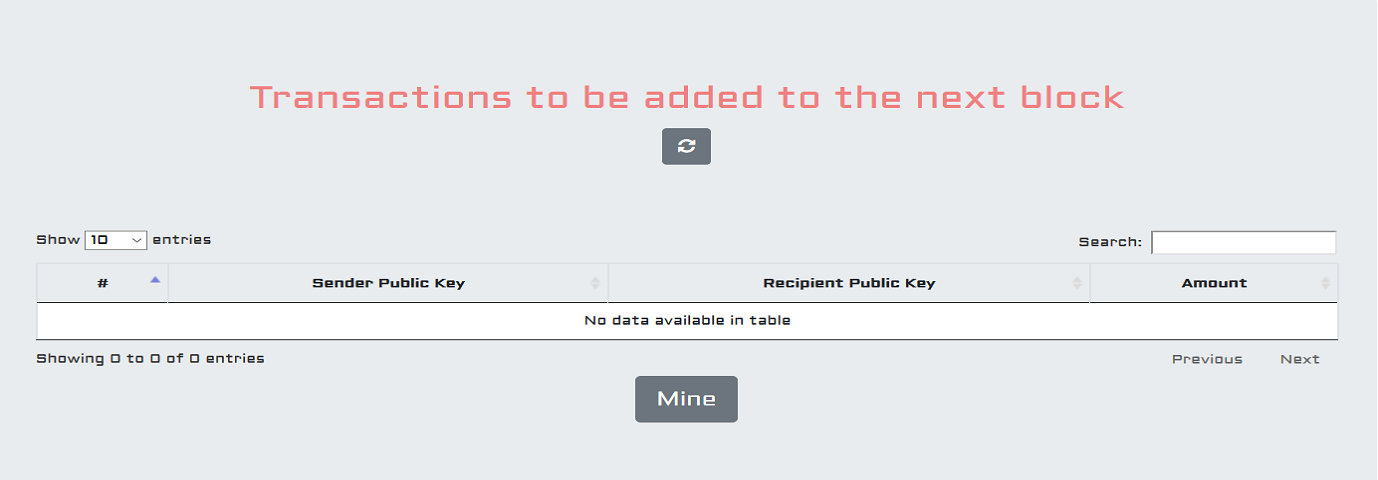 Transactions to be added to the next block
Show 10 entries Search:
# Sender Public Key Recipient Public Key Amount
No data available in table
Showing 0 to 0 of 0 entries Previous Next
Mine